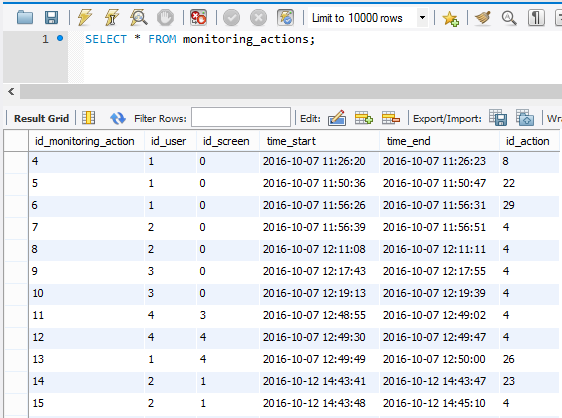 Limit to 10000 rows
1 SELECT * FROM monitoring_actions;
Result Grid Filter Rows: Edit: Export/Import: Wra
id_monitoring_action id_user id_screen time_start time_end id_action
4 1 0 2016-10-07 11:26:20 2016-10-07 11:26:23 8
5 1 0 2016-10-07 11:50:36 2016-10-07 11:50:47 22
6 1 0 2016-10-07 11:56:26 2016-10-07 11:56:31 29
7 2 0 2016-10-07 11:56:39 2016-10-07 11:56:51 4
8 2 0 2016-10-07 12:11:08 2016-10-07 12:11:11 4
9 3 0 2016-10-07 12:17:43 2016-10-07 12:17:55 4
10 3 0 2016-10-07 12:19:13 2016-10-07 12:19:39 4
11 4 3 2016-10-07 12:48:55 2016-10-07 12:49:02 4
12 4 4 2016-10-07 12:49:30 2016-10-07 12:49:47 4
13 1 4 2016-10-07 12:49:49 2016-10-07 12:50:00 26
14 2 1 2016-10-12 14:43:41 2016-10-12 14:43:47 23
15 2 1 2016-10-12 14:43:48 2016-10-12 14:45:10 4